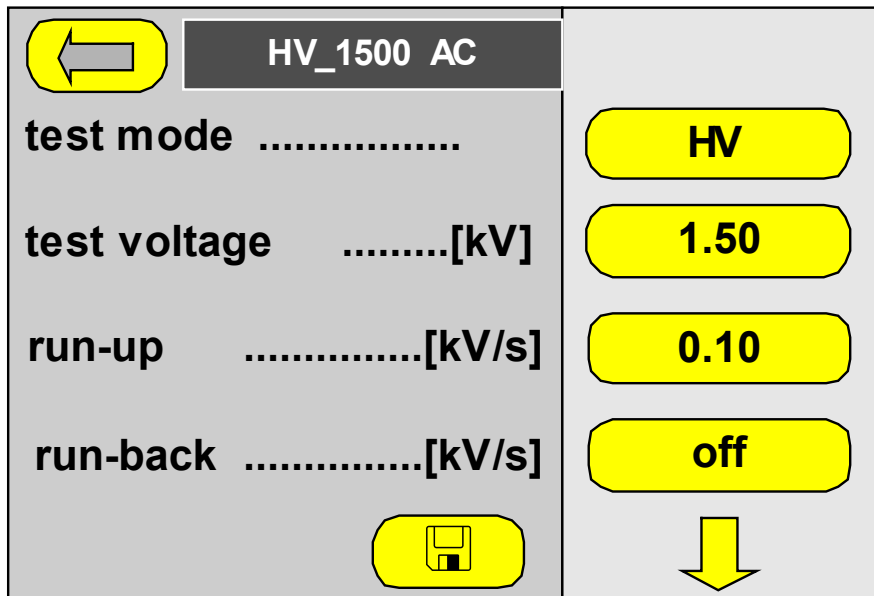 HV_1500 AC
test mode ................. HV
test voltage .........[kV] 1.50
run-up ...............[kV/s] 0.10
run-back ...............[kV/s] off